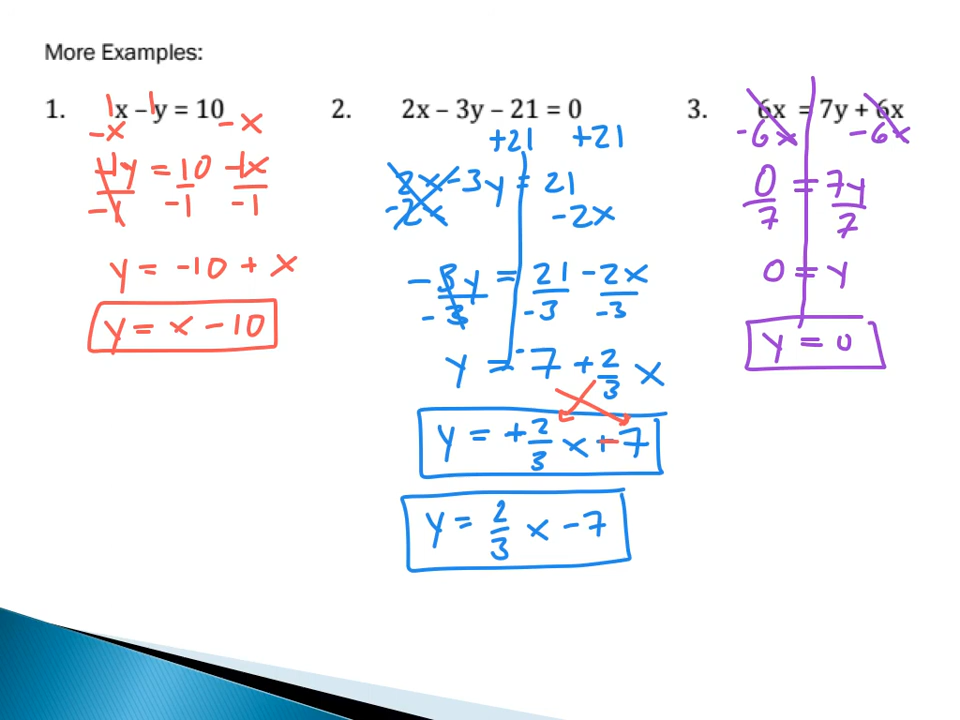 More Examples:
1. 1x – 1y = 10
-x -x
-1y = 10 -1x
-1 -1 -1
y = -10 + x
y = x - 10
2. 2x – 3y – 21 = 0
+21 +21
2x - 3y = 21
-2x -2x
-3y = 21 - 2x
-3 -3 -3
y = -7 + 2/3 x
y = +2/3 x + -7
y = 2/3 x - 7
3. 6x = 7y + 6x
-6x -6x
0 = 7y
7 7
0 = y
y = 0